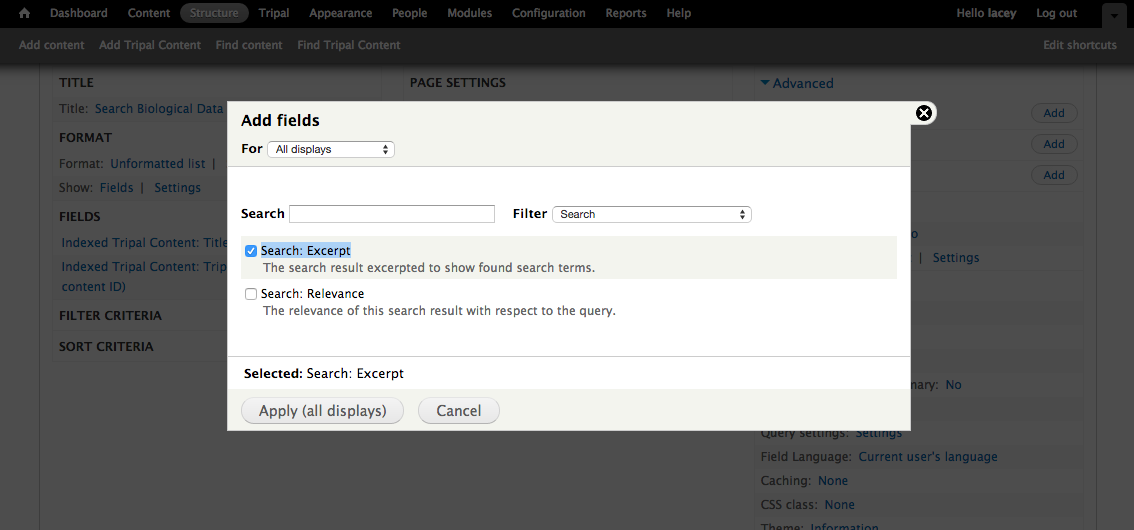 Dashboard Content Structure Tripal Appearance People Modules Configuration Reports Help Hello lacey Log out
Add content Add Tripal Content Find content Find Tripal Content Edit shortcuts
TITLE
Title: Search Biological Data
FORMAT
Format: Unformatted list |
Show: Fields | Settings
FIELDS
Indexed Tripal Content: Title
Indexed Tripal Content: Trip
content ID)
FILTER CRITERIA
SORT CRITERIA
PAGE SETTINGS
Add fields
For All displays
Search Filter Search
Search: Excerpt
The search result excerpted to show found search terms.
Search: Relevance
The relevance of this search result with respect to the query.
Selected: Search: Excerpt
Apply (all displays) Cancel
Advanced
Add
Add
Add
o
| Settings
mary: No
Query settings: Settings
Field Language: Current user's language
Caching: None
CSS class: None
Theme: Information